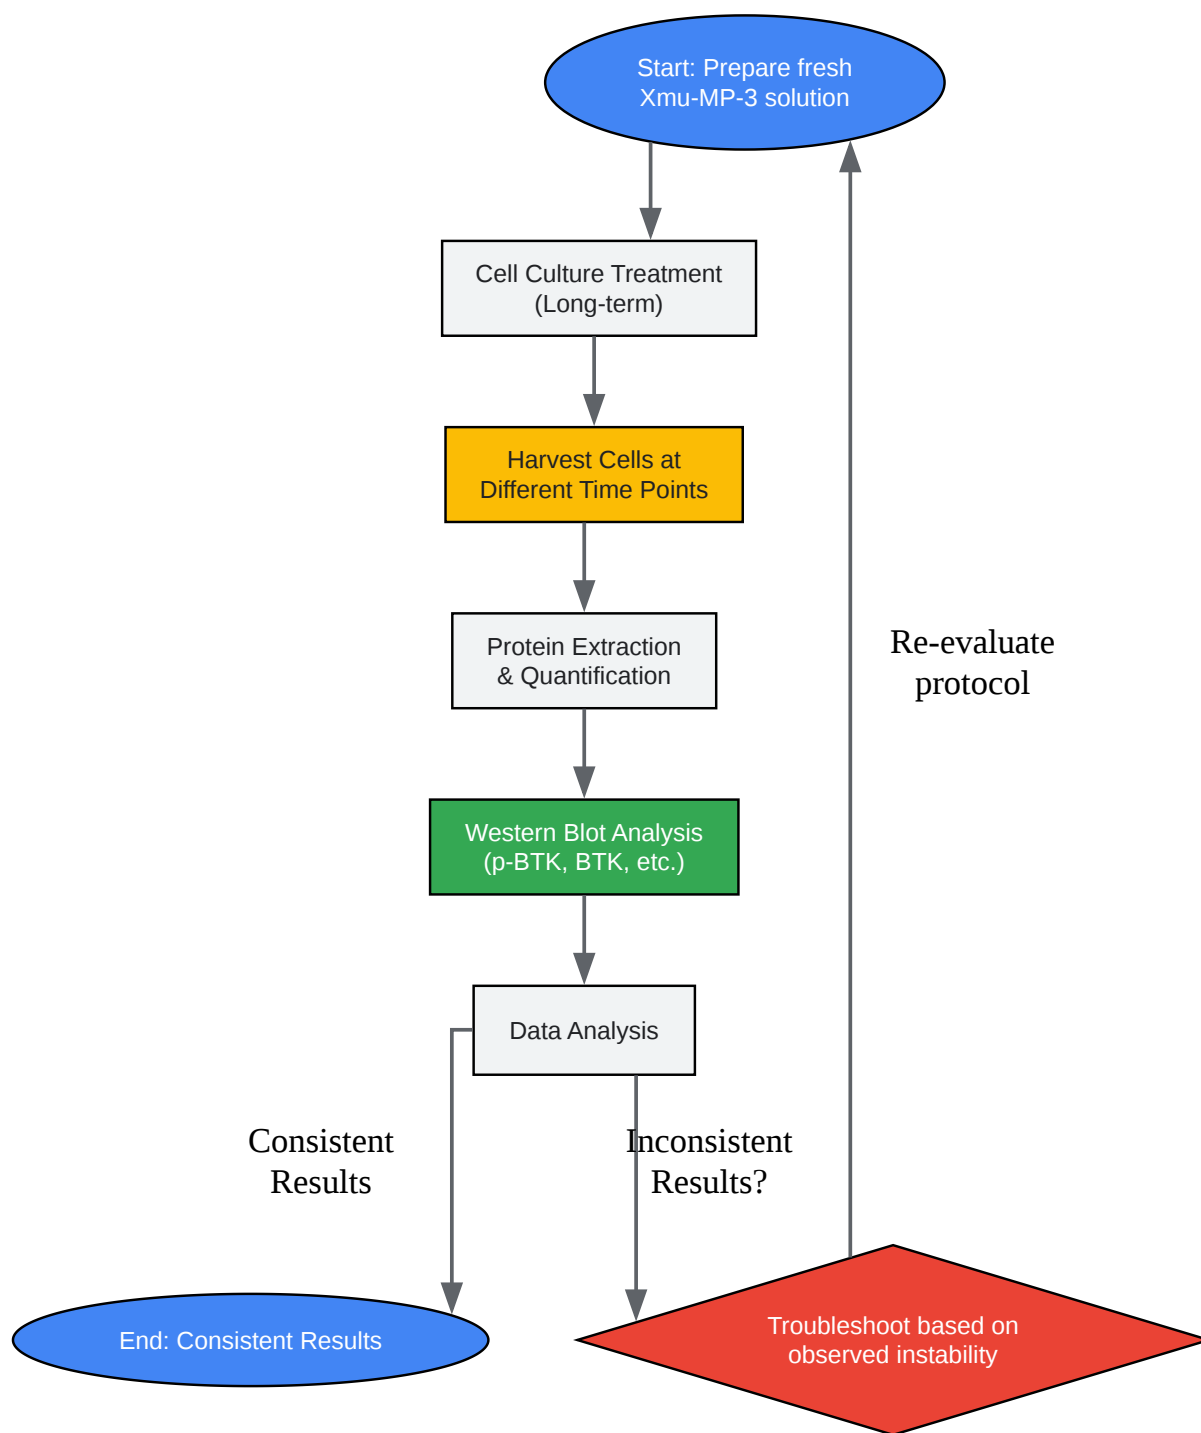 Start: Prepare fresh
Xmu-MP-3 solution
Cell Culture Treatment
(Long-term)
Harvest Cells at
Different Time Points
Protein Extraction
& Quantification
Re-evaluate
protocol
Western Blot Analysis
(p-BTK, BTK, etc.)
Data Analysis
Consistent
Results
Inconsistent
Results?
End: Consistent Results
Troubleshoot based on
observed instability